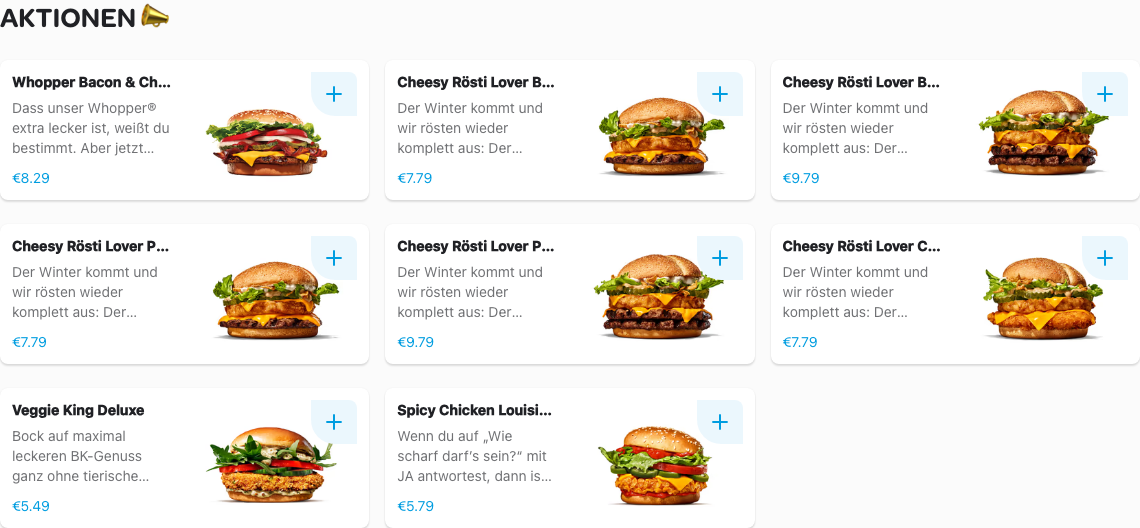 AKTIONEN
Whopper Bacon & Ch...
Dass unser Whopper®
extra lecker ist, weißt du
bestimmt. Aber jetzt...
€8.29
Cheesy Rösti Lover B...
Der Winter kommt und
wir rösten wieder
komplett aus: Der...
€7.79
Cheesy Rösti Lover B...
Der Winter kommt und
wir rösten wieder
komplett aus: Der...
€9.79
Cheesy Rösti Lover P...
Der Winter kommt und
wir rösten wieder
komplett aus: Der...
€7.79
Cheesy Rösti Lover P...
Der Winter kommt und
wir rösten wieder
komplett aus: Der...
€9.79
Cheesy Rösti Lover C...
Der Winter kommt und
wir rösten wieder
komplett aus: Der...
€7.79
Veggie King Deluxe
Bock auf maximal
leckeren BK-Genuss
ganz ohne tierische...
€5.49
Spicy Chicken Louisi...
Wenn du auf „Wie
scharf darf’s sein?“ mit
JA antwortest, dann is...
€5.79